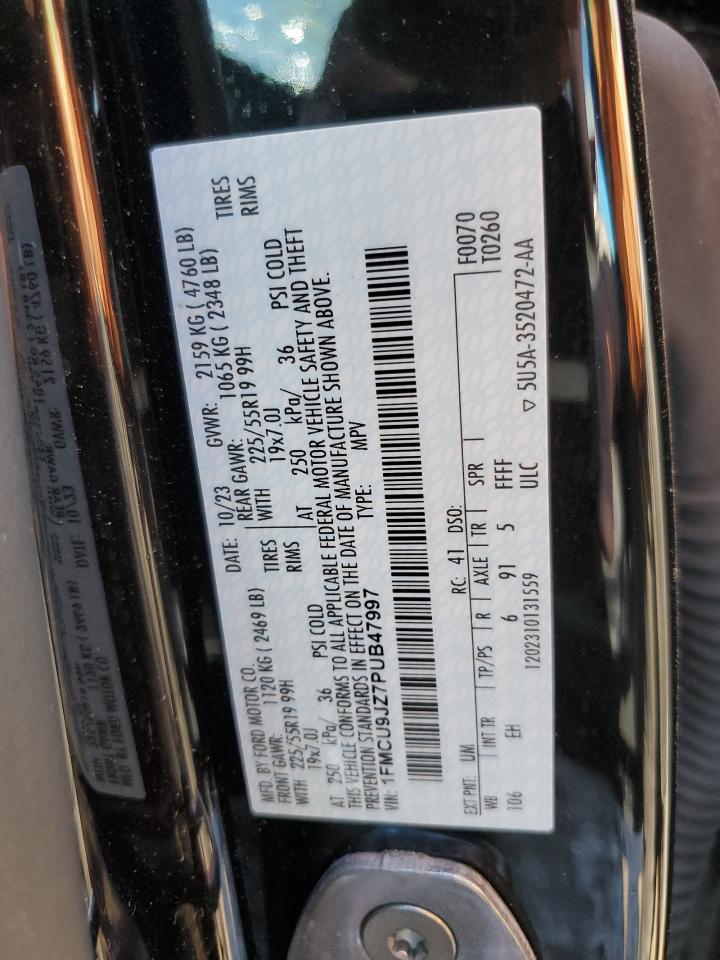 MFD. BY FORD MOTOR CO. DATE: 10/23 GVWR: 2159 KG ( 4760 LB)
FRONT GAWR: 1120 KG ( 2469 LB) REAR GAWR: 1065 KG ( 2348 LB)
WITH 225/55R19 99H TIRES WITH 225/55R19 99H TIRES
19x7.0J RIMS 19x7.0J RIMS
AT 250 kPa/ 36 PSI COLD AT 250 kPa/ 36 PSI COLD
THIS VEHICLE CONFORMS TO ALL APPLICABLE FEDERAL MOTOR VEHICLE SAFETY AND THEFT
PREVENTION STANDARDS IN EFFECT ON THE DATE OF MANUFACTURE SHOWN ABOVE.
VIN: 1FMCU9JZ7PUB47997 TYPE: MPV
EXT PNT: UM RC: 41 DSO: F0070
WB INT TR TP/PS R AXLE TR SPR T0260
106 EH 6 91 5 FFFF
1202310131559 ULC
▽ 5U5A-3520472-AA